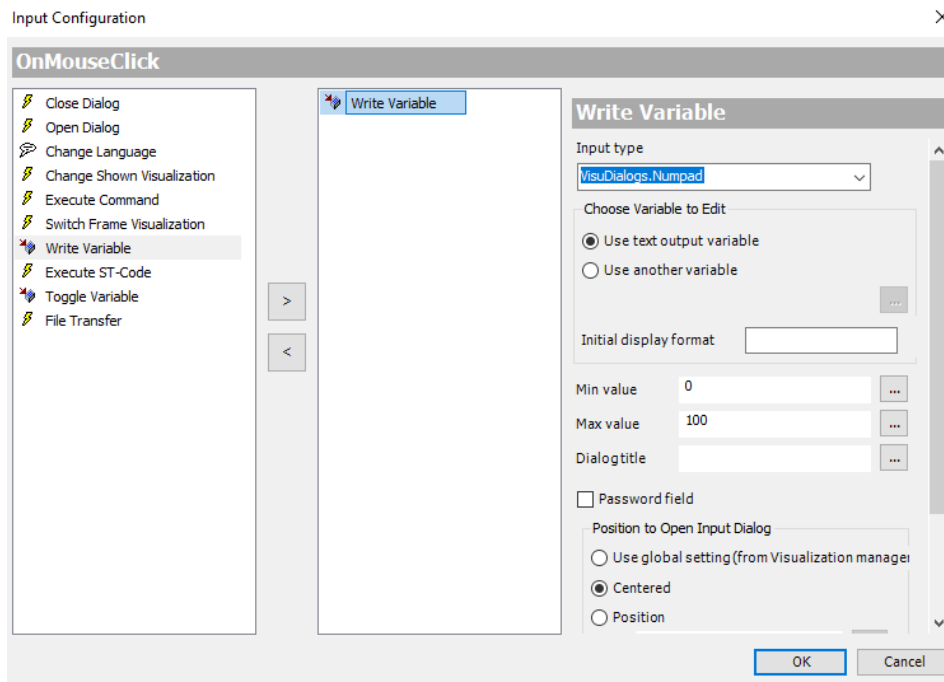 Input Configuration
OnMouseClick
Close Dialog
Open Dialog
Change Language
Change Shown Visualization
Execute Command
Switch Frame Visualization
Write Variable
Execute ST-Code
Toggle Variable
File Transfer
>
<
Write Variable
Write Variable
Input type
VisuDialogs.Numpad
Choose Variable to Edit
Use text output variable
Use another variable
...
Initial display format
Min value
0
...
Max value
100
...
Dialogtitle
...
Password field
Position to Open Input Dialog
Use global setting (from Visualization manager
Centered
Position
OK
Cancel